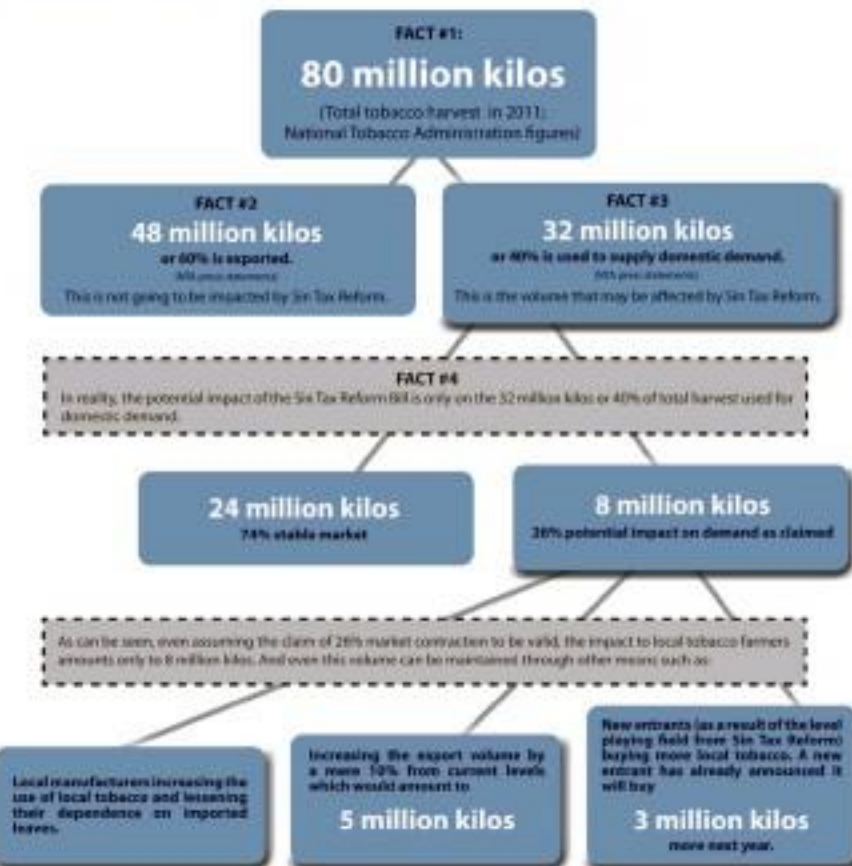 FACT #1:
80 million kilos
(Total tobacco harvest in 2011;
National Tobacco Administration figures)
FACT #2
48 million kilos
or 60% is exported.
(NTA press statements)
This is not going to be impacted by Sin Tax Reform.
FACT #3
32 million kilos
or 40% is used to supply domestic demand.
(NTA press statements)
This is the volume that may be affected by Sin Tax Reform.
FACT #4
In reality, the potential impact of the Sin Tax Reform Bill is only on the 32 million kilos or 40% of total harvest used for
domestic demand.
24 million kilos
74% stable market
8 million kilos
26% potential impact on demand as claimed
As can be seen, even assuming the claim of 26% market contraction to be valid, the impact to local tobacco farmers
amounts only to 8 million kilos. And even this volume can be maintained through other means such as:
Local manufacturers increasing the
use of local tobacco and lessening
their dependence on imported
leaves.
Increasing the export volume by
a mere 10% from current levels
which would amount to
5 million kilos
New entrants (as a result of the level
playing field from Sin Tax Reform)
buying more local tobacco. A new
entrant has already announced it
will buy
3 million kilos
more next year.